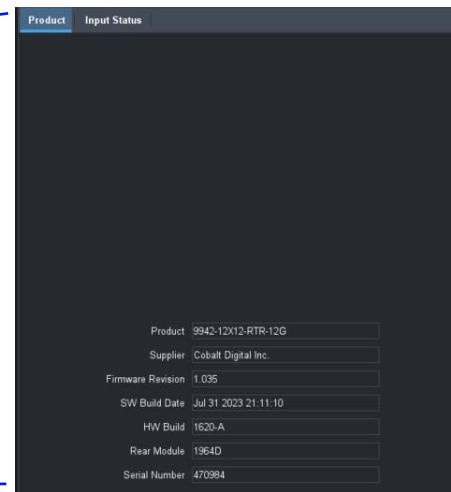 Product Input Status
Product 9942-12X12-RTR-12G
Supplier Cobalt Digital Inc.
Firmware Revision 1.035
SW Build Date Jul 31 2023 21:11:10
HW Build 1620-A
Rear Module 1964D
Serial Number 470984